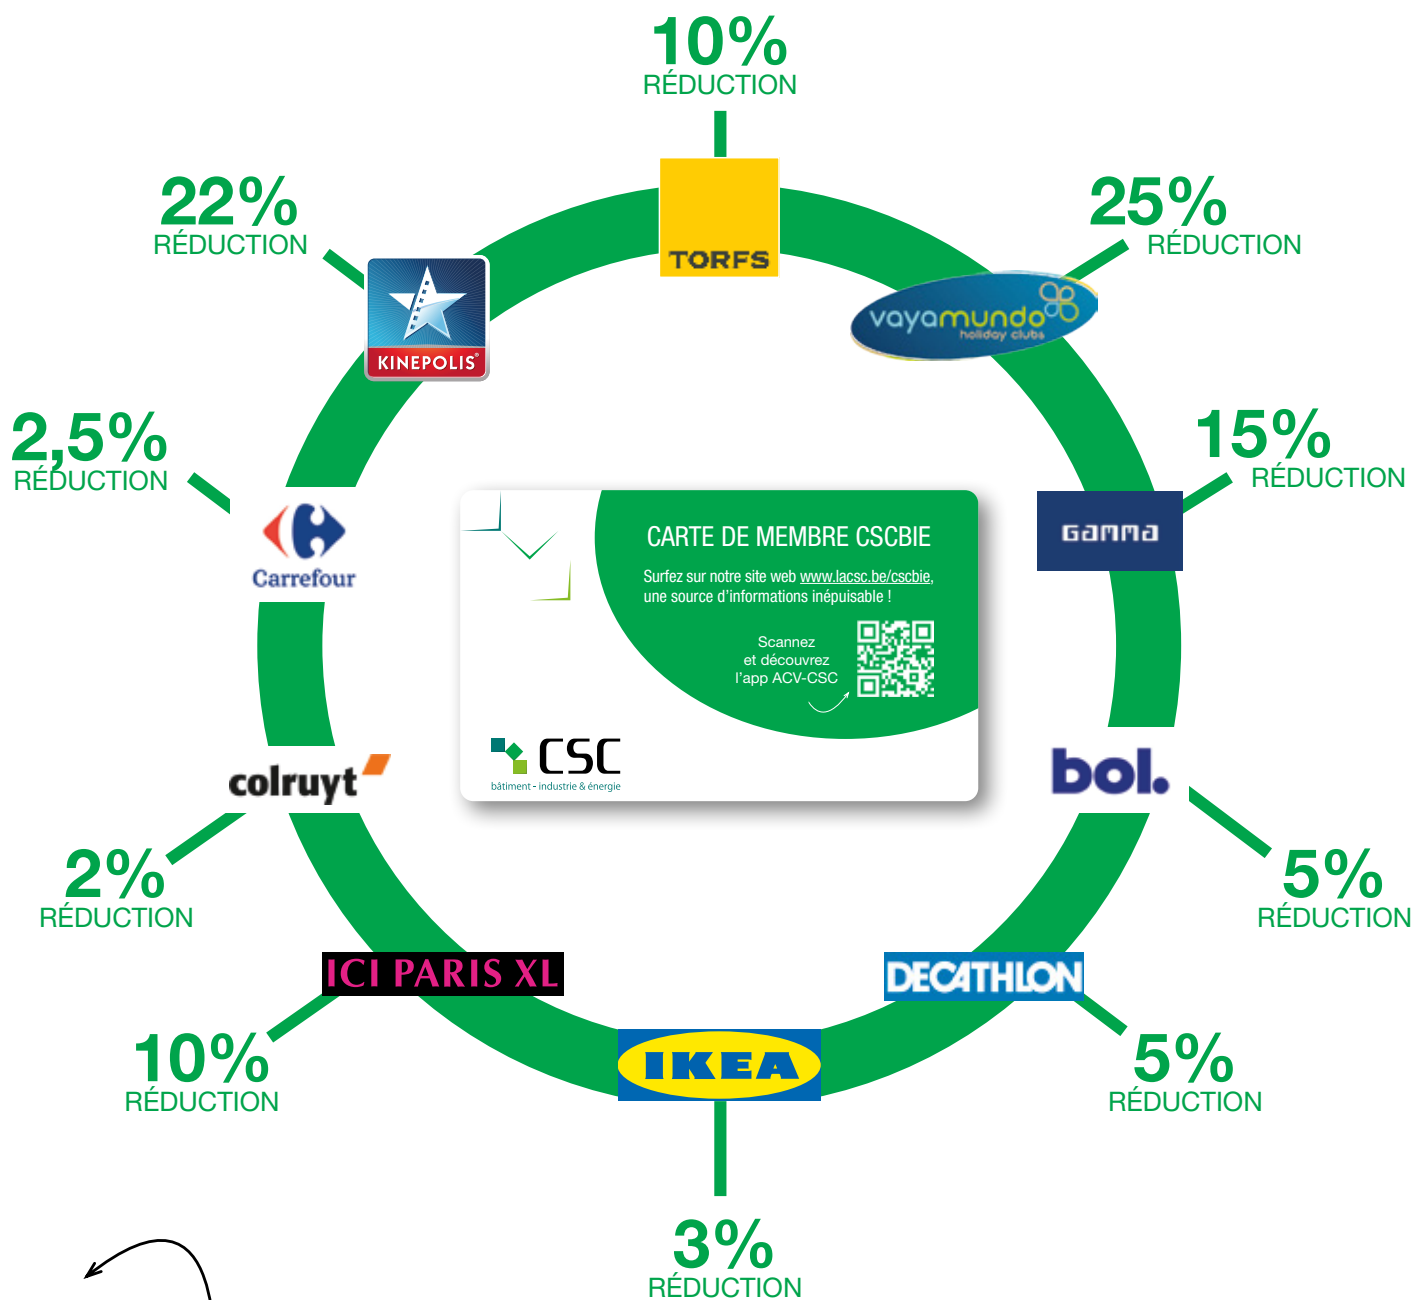 10%
RÉDUCTION
TORFS
22%
RÉDUCTION
KINEPOLIS®
25%
RÉDUCTION
vayamundo
holiday clubs
2,5%
RÉDUCTION
Carrefour
15%
RÉDUCTION
GAMMA
CARTE DE MEMBRE CSCBIE
Surfez sur notre site web www.lacsc.be/cscbie,
une source d'informations inépuisable !
Scannez
et découvrez
l'app ACV-CSC
CSC
bâtiment - industrie & énergie
colruyt
2%
RÉDUCTION
bol.
5%
RÉDUCTION
ICI PARIS XL
10%
RÉDUCTION
DECATHLON
5%
RÉDUCTION
IKEA
3%
RÉDUCTION